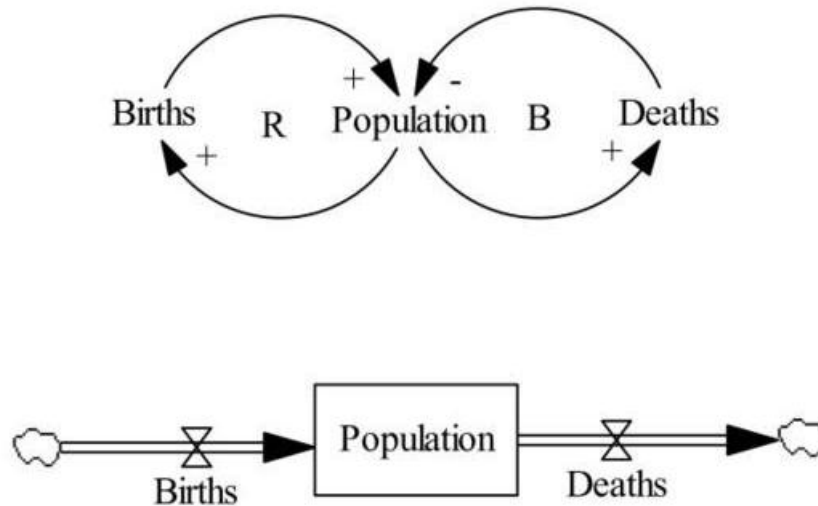 + -
Births R Population B Deaths
+ +
Population
Births Deaths